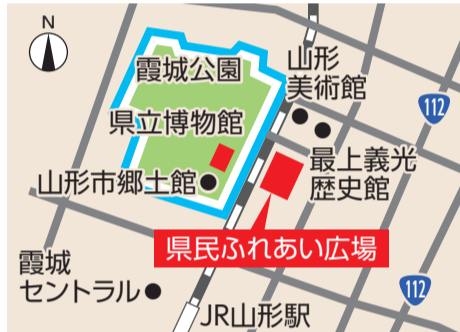 N
霞城公園
山形
美術館
県立博物館
112
山形市郷土館
最上義光
歴史館
県民ふれあい広場
霞城
セントラル
112
JR山形駅